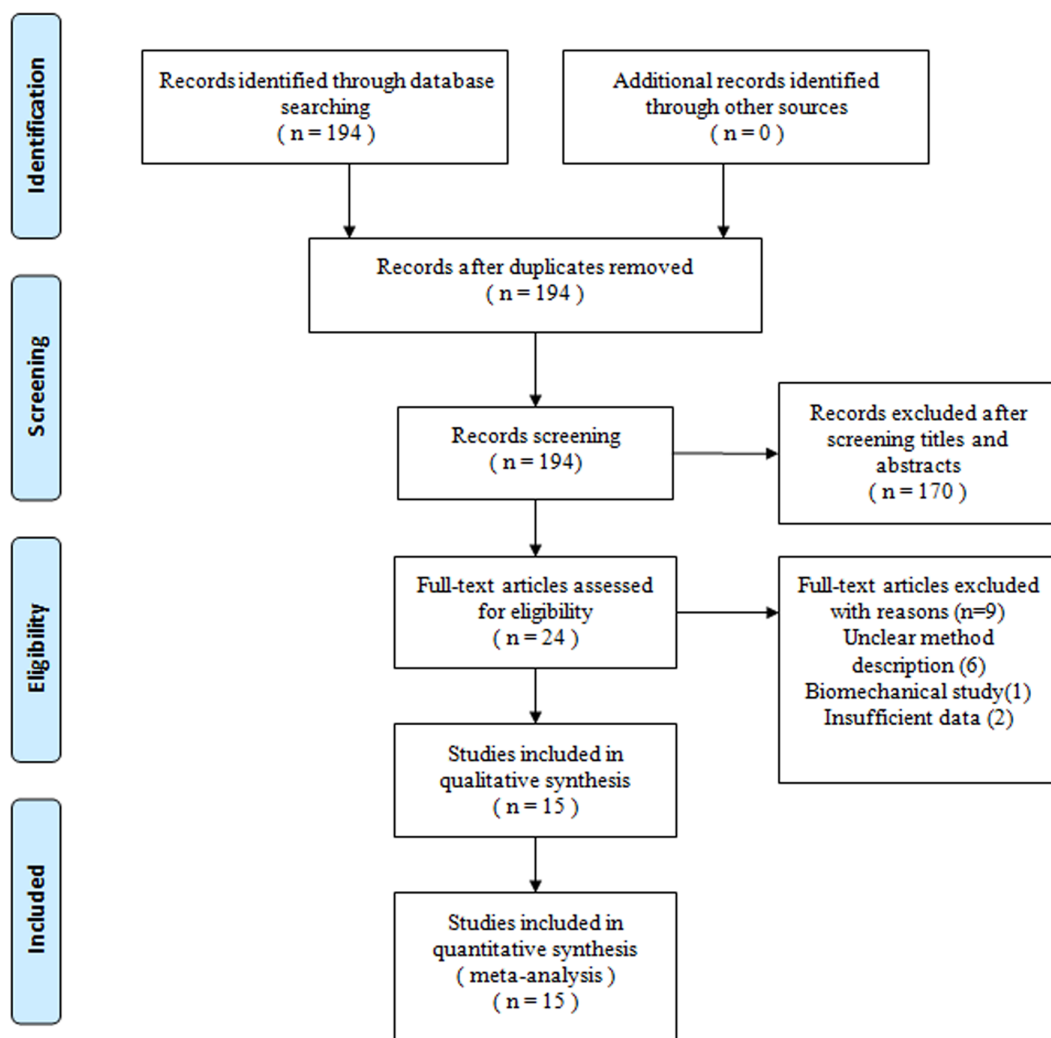 Identification
Records identified through database
searching
( n = 194 )
Additional records identified
through other sources
( n = 0 )
Records after duplicates removed
( n = 194 )
Screening
Records screening
( n = 194)
Records excluded after
screening titles and
abstracts
( n = 170 )
Eligibility
Full-text articles assessed
for eligibility
( n = 24 )
Full-text articles excluded
with reasons (n=9)
Unclear method
description (6)
Biomechanical study(1)
Insufficient data (2)
Studies included in
qualitative synthesis
( n = 15 )
Included
Studies included in
quantitative synthesis
( meta-analysis )
( n = 15 )